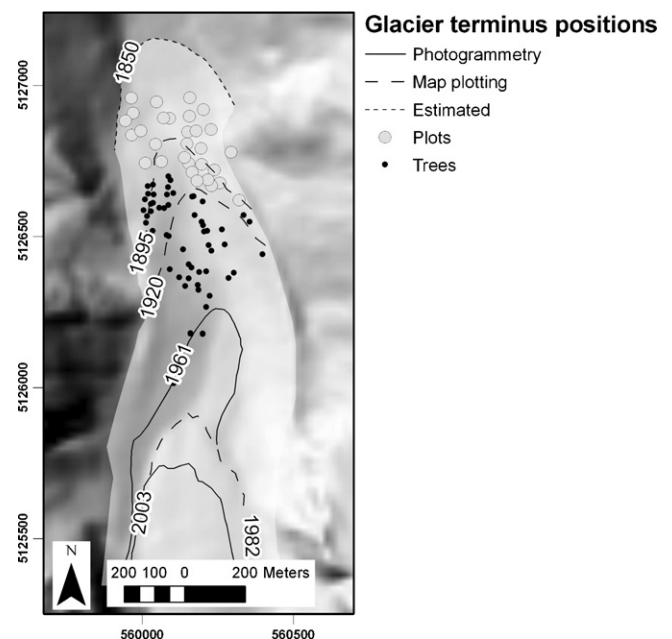 Glacier terminus positions
Photogrammetry
Map plotting
Estimated
Plots
Trees
1850
1895
1920
1961
2003
1982
5127000
5126500
5126000
5125500
N
200 100 0 200 Meters
560000 560500